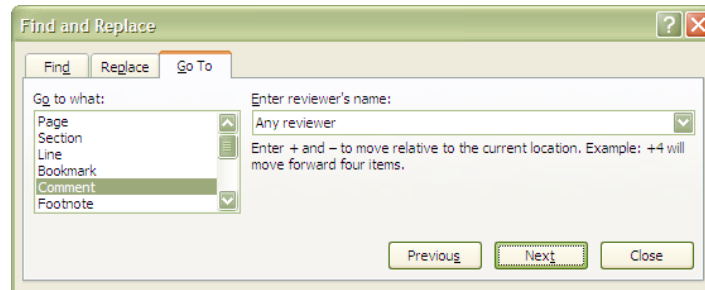 Find and Replace
Find Replace Go To
Go to what:
Page
Section
Line
Bookmark
Comment
Footnote
Enter reviewer's name:
Any reviewer
Enter + and – to move relative to the current location. Example: +4 will
move forward four items.
Previous Next Close